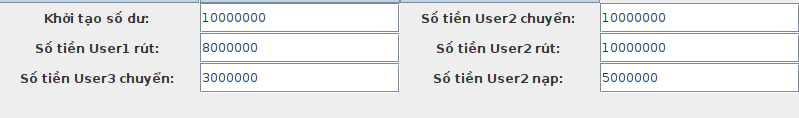 Khởi tạo số dư: 10000000 Số tiền User2 chuyển: 10000000
Số tiền User1 rút: 8000000 Số tiền User2 rút: 10000000
Số tiền User3 chuyển: 3000000 Số tiền User2 nạp: 5000000